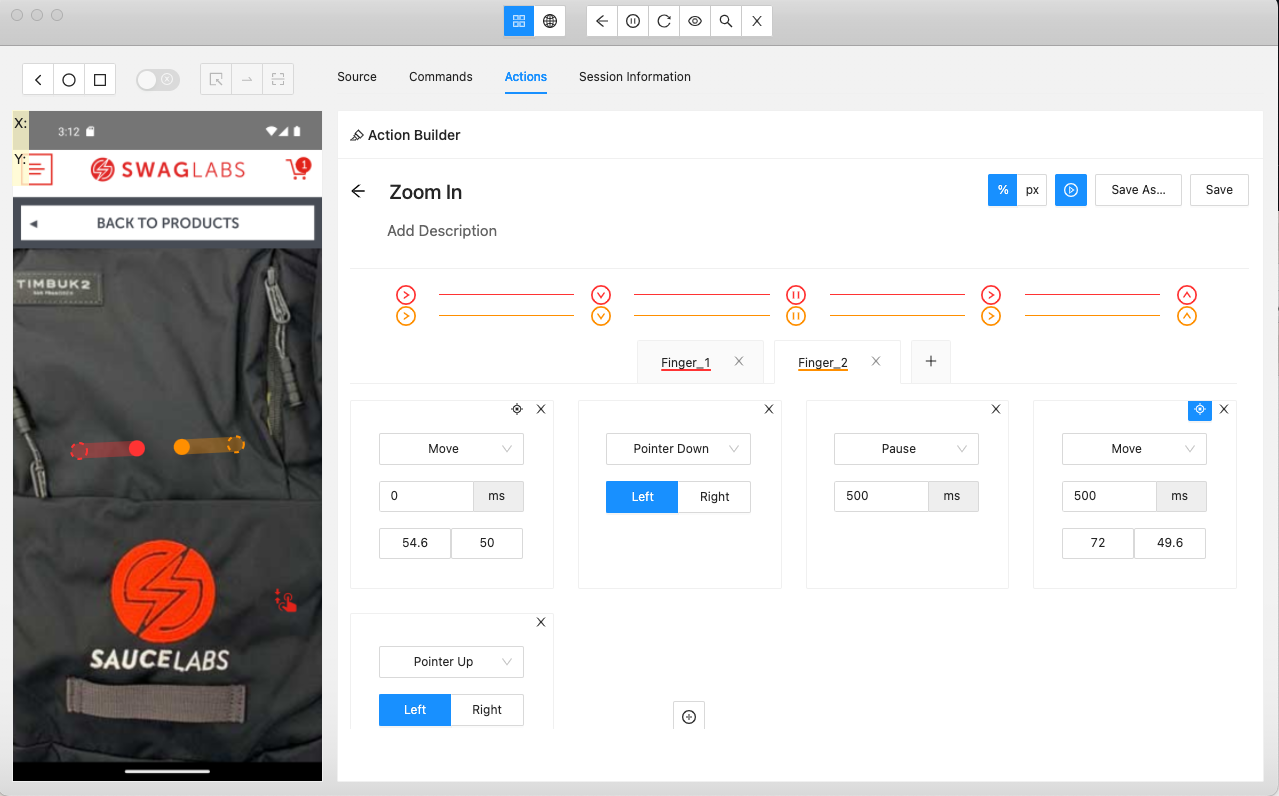 Source
Commands
Actions
Session Information
X:
3:12
Y:
SWAGLABS
1
BACK TO PRODUCTS
TIMBUK2
SAN FRANCISCO
SAUCELABS
Action Builder
Zoom In
%
px
Save As...
Save
Add Description
Finger_1
Finger_2
Move
Pointer Down
Pause
Move
0
ms
Left
Right
500
ms
500
ms
54.6
50
72
49.6
Pointer Up
Left
Right